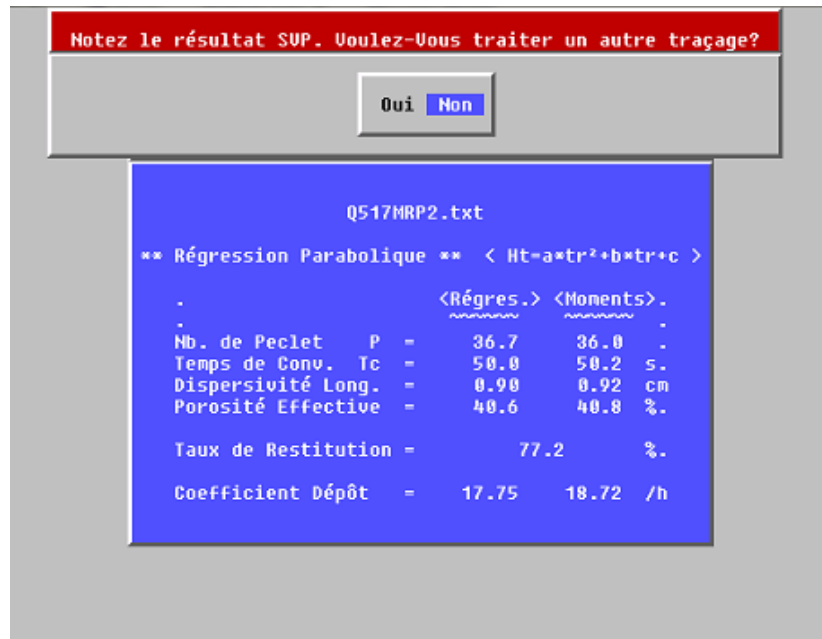 Notez le résultat SVP. Voulez-Vous traiter un autre traçage?
Oui Non
Q517MRP2.txt
** Régression Parabolique ** < Ht=a*tr²+b*tr+c >
. <Régres.> <Moments>.
. ~~~~~~ ~~~~~~ .
Nb. de Peclet P = 36.7 36.0 .
Temps de Conv. Tc = 50.0 50.2 s.
Dispersivité Long. = 0.90 0.92 cm
Porosité Effective = 40.6 40.8 %.
Taux de Restitution = 77.2 %.
Coefficient Dépôt = 17.75 18.72 /h